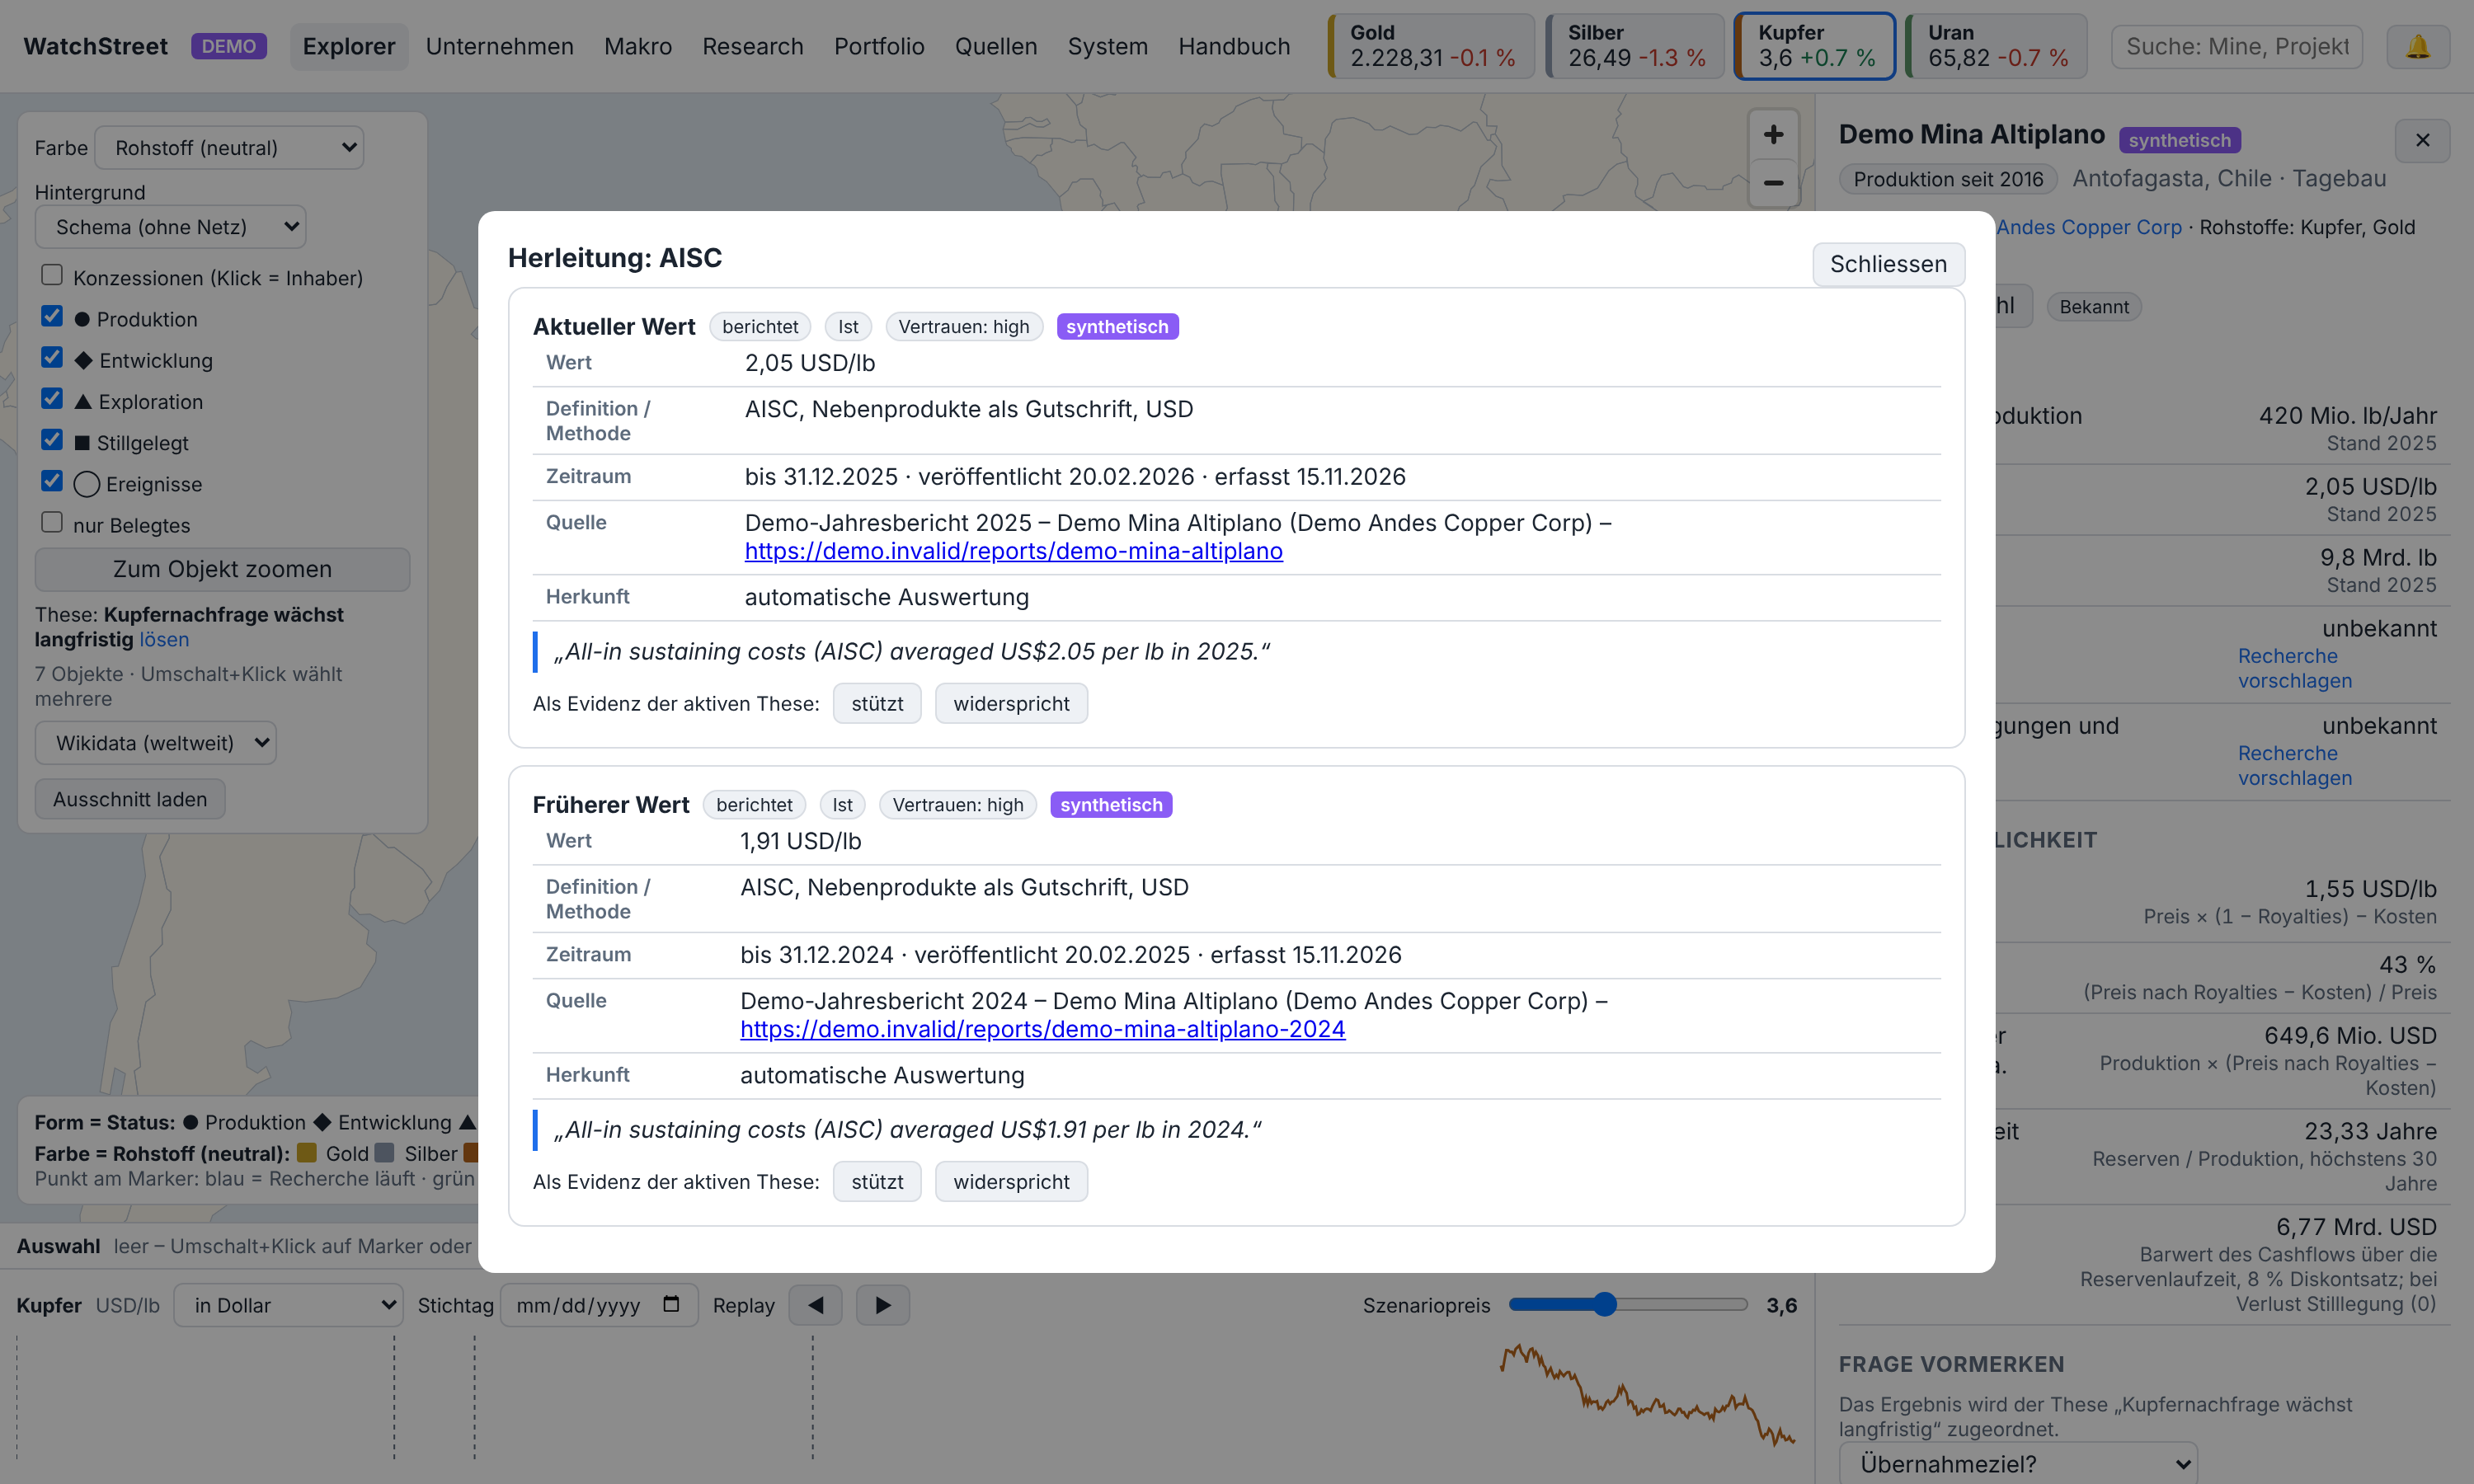 WatchStreet DEMO Explorer Unternehmen Makro Research Portfolio Quellen System Handbuch
Gold
2.228,31 -0.1 %
Silber
26,49 -1.3 %
Kupfer
3,6 +0.7 %
Uran
65,82 -0.7 %
Suche: Mine, Projekt
Farbe Rohstoff (neutral)
Hintergrund
Schema (ohne Netz)
Konzessionen (Klick = Inhaber)
Produktion
Entwicklung
Exploration
Stillgelegt
Ereignisse
nur Belegtes
Zum Objekt zoomen
These: Kupfernachfrage wächst
langfristig lösen
7 Objekte · Umschalt+Klick wählt
mehrere
Wikidata (weltweit)
Ausschnitt laden
Form = Status: ● Produktion ◆ Entwicklung ▲
Farbe = Rohstoff (neutral): Gold Silber
Punkt am Marker: blau = Recherche läuft · grün
+
−
Herleitung: AISC
Schliessen
Aktueller Wert berichtet Ist Vertrauen: high synthetisch
Wert 2,05 USD/lb
Definition / AISC, Nebenprodukte als Gutschrift, USD
Methode
Zeitraum bis 31.12.2025 · veröffentlicht 20.02.2026 · erfasst 15.11.2026
Quelle Demo-Jahresbericht 2025 – Demo Mina Altiplano (Demo Andes Copper Corp) –
https://demo.invalid/reports/demo-mina-altiplano
Herkunft automatische Auswertung
„All-in sustaining costs (AISC) averaged US$2.05 per lb in 2025.“
Als Evidenz der aktiven These: stützt widerspricht
Früherer Wert berichtet Ist Vertrauen: high synthetisch
Wert 1,91 USD/lb
Definition / AISC, Nebenprodukte als Gutschrift, USD
Methode
Zeitraum bis 31.12.2024 · veröffentlicht 20.02.2025 · erfasst 15.11.2026
Quelle Demo-Jahresbericht 2024 – Demo Mina Altiplano (Demo Andes Copper Corp) –
https://demo.invalid/reports/demo-mina-altiplano-2024
Herkunft automatische Auswertung
„All-in sustaining costs (AISC) averaged US$1.91 per lb in 2024.“
Als Evidenz der aktiven These: stützt widerspricht
Demo Mina Altiplano synthetisch
×
Produktion seit 2016 Antofagasta, Chile · Tagebau
Andes Copper Corp · Rohstoffe: Kupfer, Gold
hl Bekannt
oduktion 420 Mio. lb/Jahr
Stand 2025
2,05 USD/lb
Stand 2025
9,8 Mrd. lb
Stand 2025
unbekannt
Recherche
vorschlagen
gungen und unbekannt
Recherche
vorschlagen
LICHKEIT
1,55 USD/lb
Preis × (1 − Royalties) − Kosten
43 %
(Preis nach Royalties − Kosten) / Preis
er 649,6 Mio. USD
a. Produktion × (Preis nach Royalties −
Kosten)
eit 23,33 Jahre
Reserven / Produktion, höchstens 30
Jahre
6,77 Mrd. USD
Barwert des Cashflows über die
Reservenlaufzeit, 8 % Diskontsatz; bei
Verlust Stilllegung (0)
FRAGE VORMERKEN
Das Ergebnis wird der These „Kupfernachfrage wächst
langfristig“ zugeordnet.
Übernahmeziel?
Auswahl leer – Umschalt+Klick auf Marker oder
Kupfer USD/lb in Dollar Stichtag mm/dd/yyyy Replay ◀ ▶ Szenariopreis 3,6